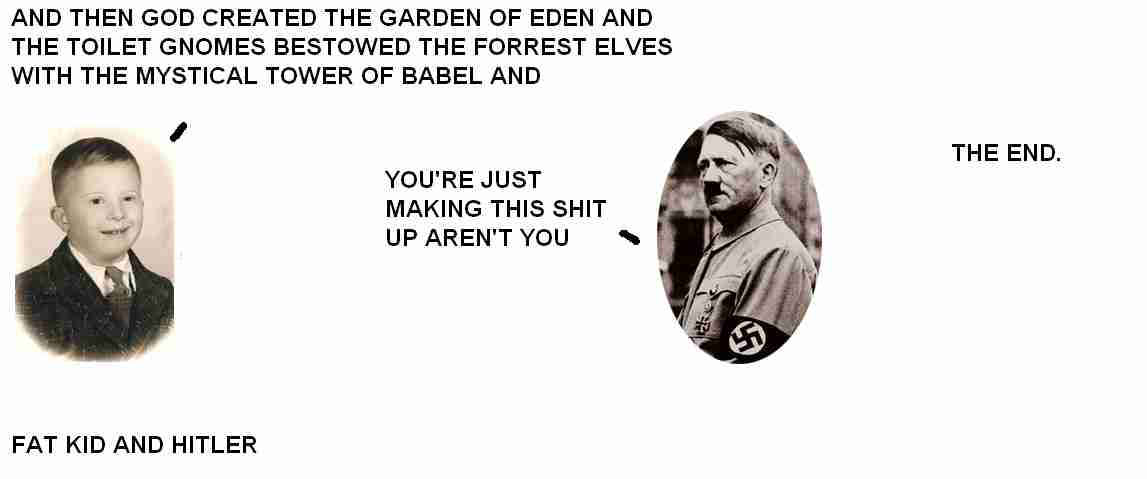 AND THEN GOD CREATED THE GARDEN OF EDEN AND
THE TOILET GNOMES BESTOWED THE FORREST ELVES
WITH THE MYSTICAL TOWER OF BABEL AND
YOU'RE JUST
MAKING THIS SHIT
UP AREN'T YOU
THE END.
FAT KID AND HITLER